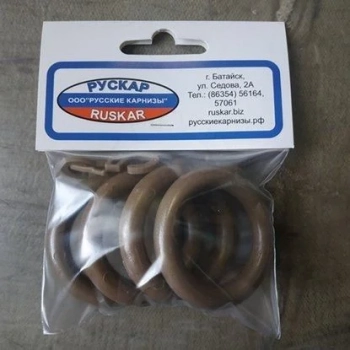 РУСКАР
ООО"РУССКИЕ КАРНИЗЫ"
RUSKAR
г. Батайск,
ул. Седова, 2А
Тел.: (86354) 56164,
57061
ruskar.biz
русскиекарнизы.рф